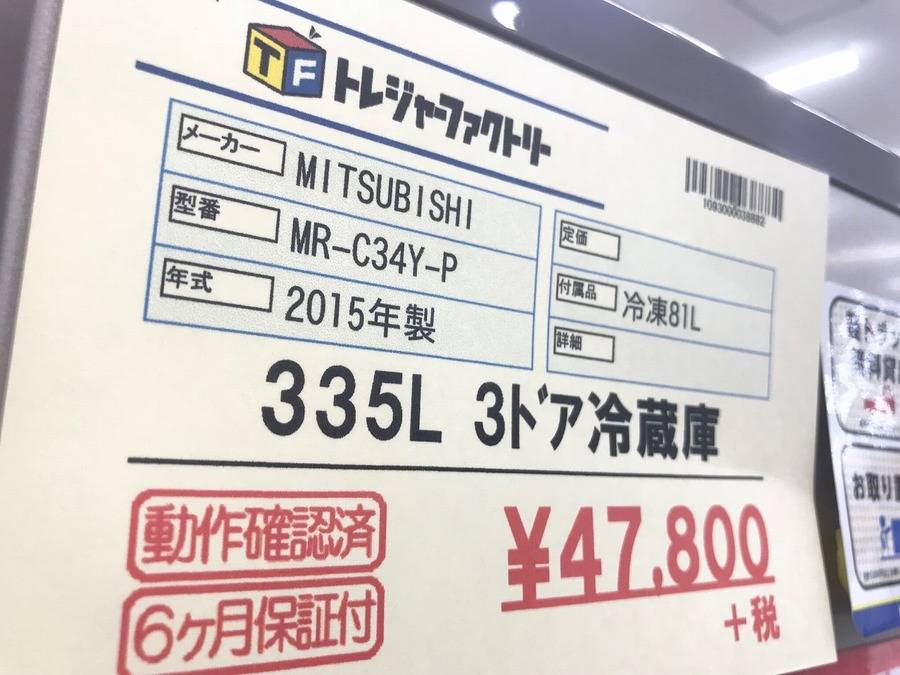 TF トレジャーファクトリー
メーカー MITSUBISHI
型番 MR-C34Y-P
年式 2015年製
定価
付属品 冷凍81L
詳細
335L 3ドア冷蔵庫
動作確認済
6ヶ月保証付
¥47,800
+税
お取り